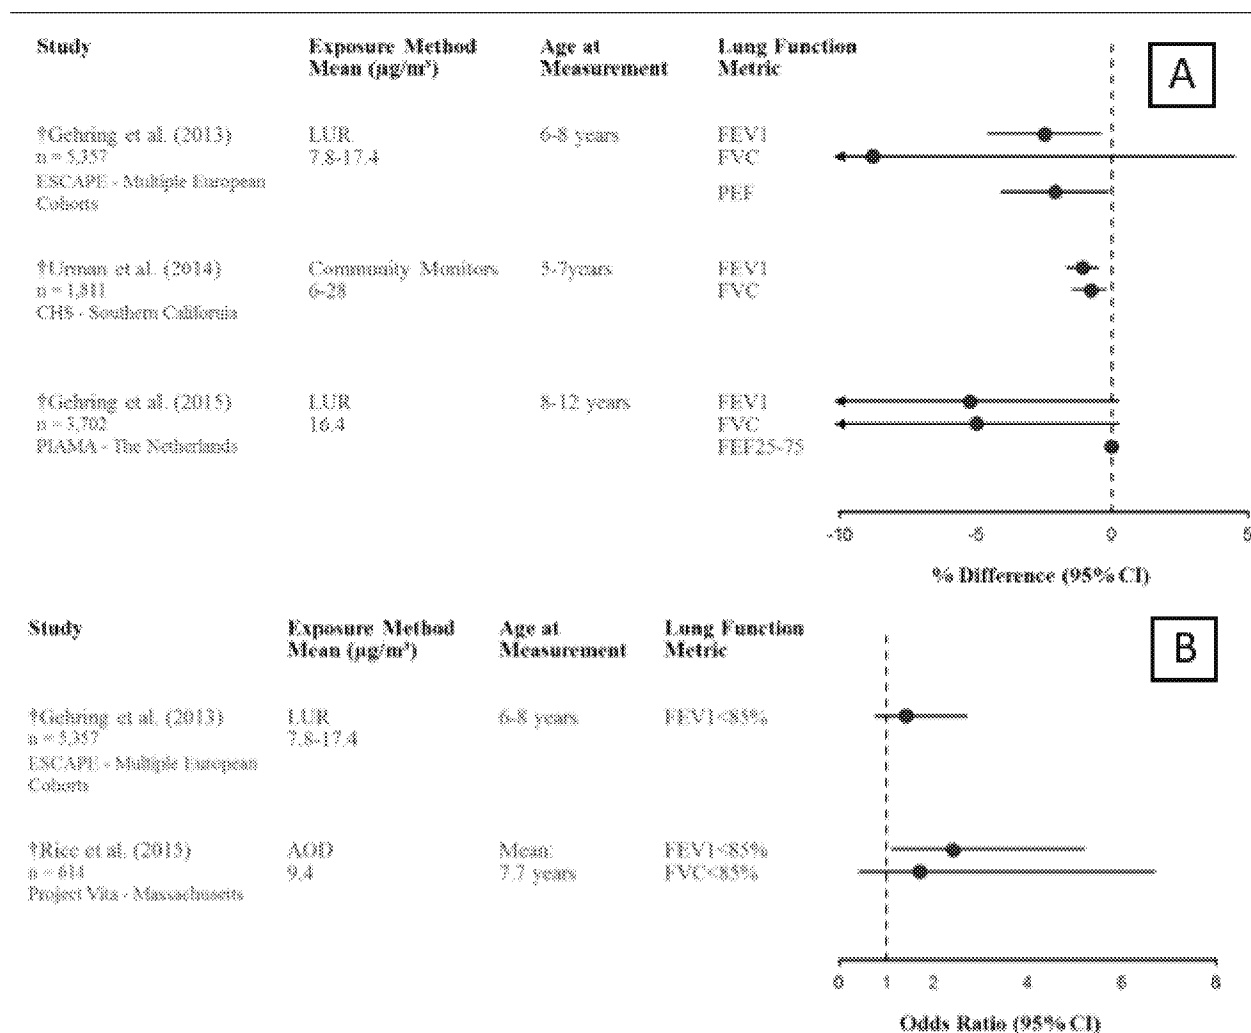 Study Exposure Method Age at Lung Function
Mean (µg/m³) Measurement Metric
A
†Gehring et al. (2013) LUR 6-8 years FEV1
n = 5,357 7.8-17.4 FVC
ESCAPE - Multiple European PEF
Cohorts
†Urman et al. (2014) Community Monitors 5-7years FEV1
n = 1,811 6-28 FVC
CHS - Southern California
†Gehring et al. (2015) LUR 8-12 years FEV1
n = 3,702 16.4 FVC
PIAMA - The Netherlands FEF25-75
-10 -5 0 5
% Difference (95% CI)
Study Exposure Method Age at Lung Function
Mean (µg/m³) Measurement Metric
B
†Gehring et al. (2013) LUR 6-8 years FEV1<85%
n = 5,357 7.8-17.4
ESCAPE - Multiple European
Cohorts
†Rice et al. (2015) AOD Mean: FEV1<85%
n = 614 9.4 7.7 years FVC<85%
Project Vita - Massachusetts
0 1 2 4 6 8
Odds Ratio (95% CI)